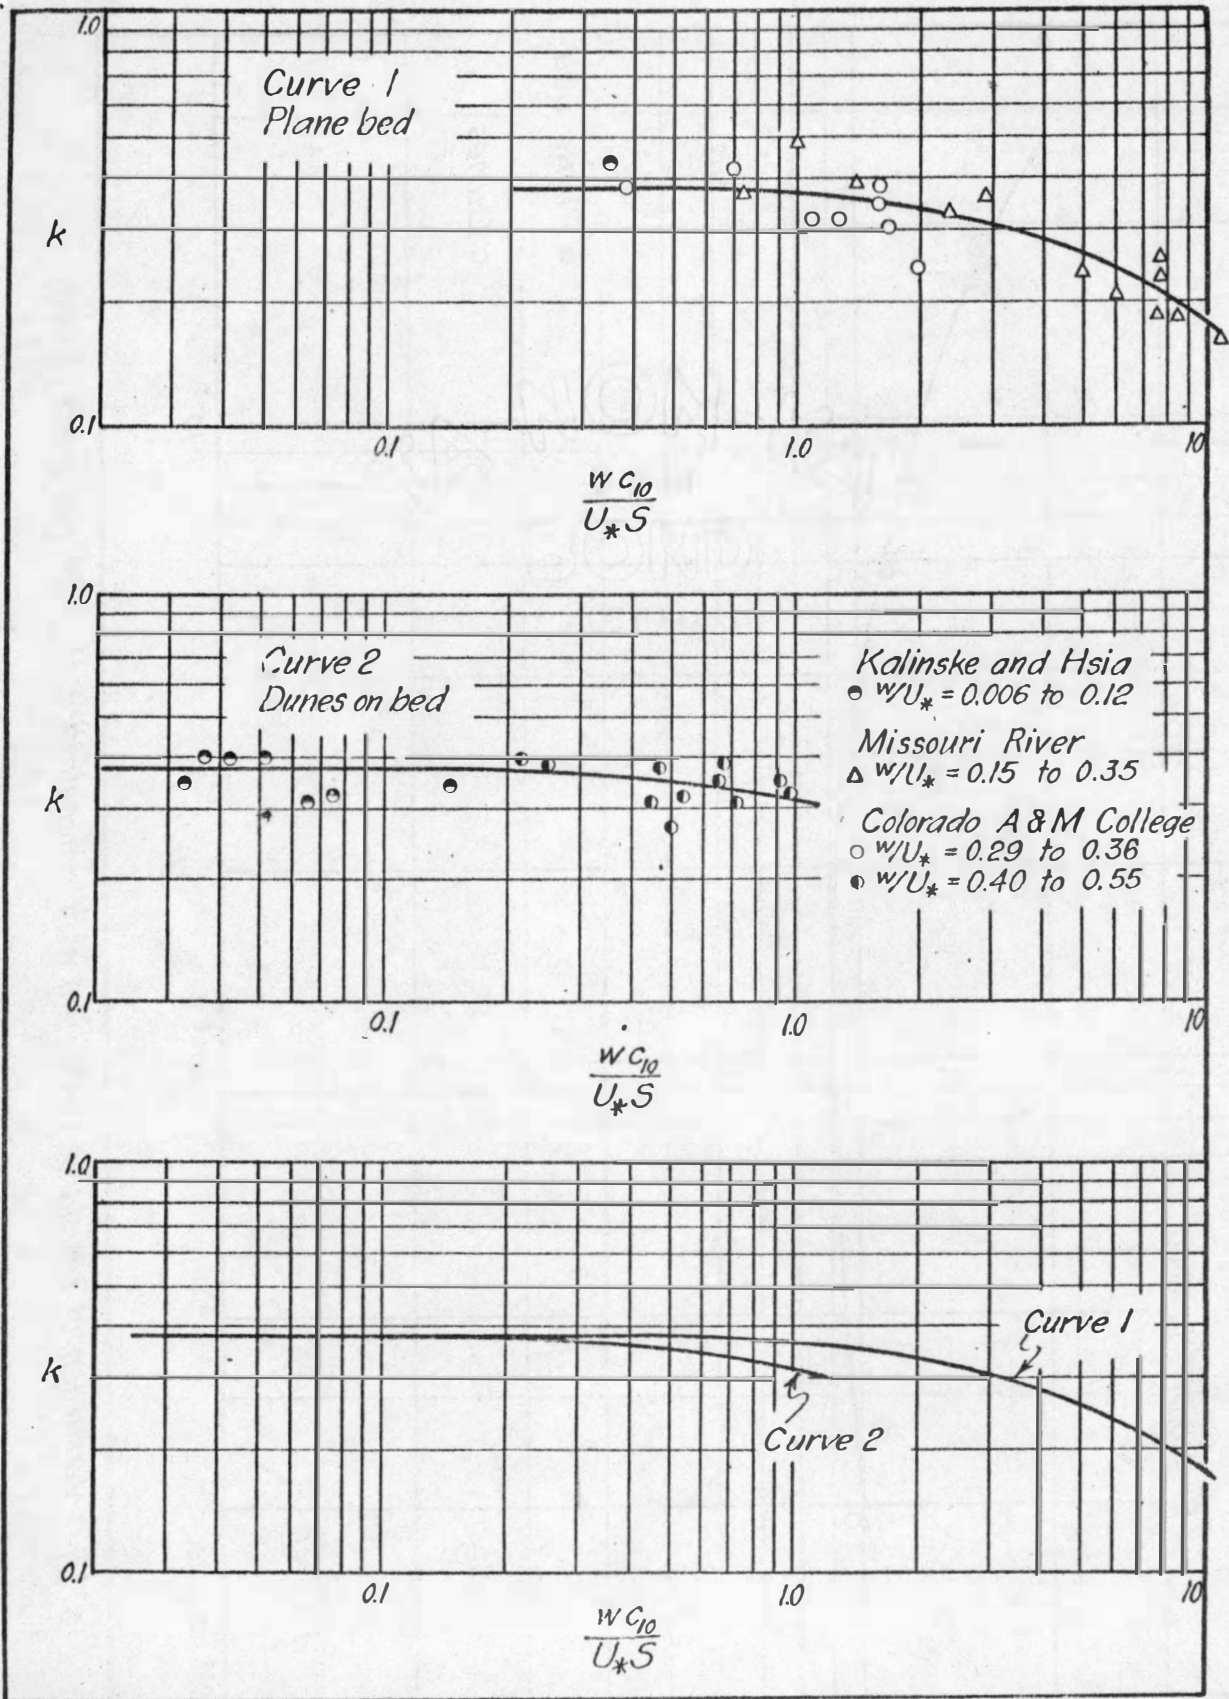 1.0
Curve 1
Plane bed
k
0.1
0.1 1.0 10
w c₁₀
U* S
1.0
Curve 2
Dunes on bed
Kalinske and Hsia
w/U* = 0.006 to 0.12
Missouri River
w/U* = 0.15 to 0.35
Colorado A & M College
w/U* = 0.29 to 0.36
w/U* = 0.40 to 0.55
k
0.1
0.1 1.0 10
w c₁₀
U* S
1.0
Curve 1
k
Curve 2
0.1
0.1 1.0 10
w c₁₀
U* S